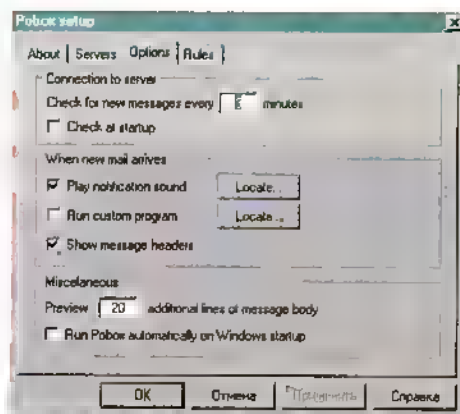 Pobox setup
About Servers Options Rules
Connection to server
Check for new messages every minutes
Check at startup
When new mail arrives
Play notification sound Locate...
Run custom program Locate...
Show message headers
Miscelaneous
Preview 20 additional lines of message body
Run Pobox automatically on Windows startup
OK Отмена Применить Справка